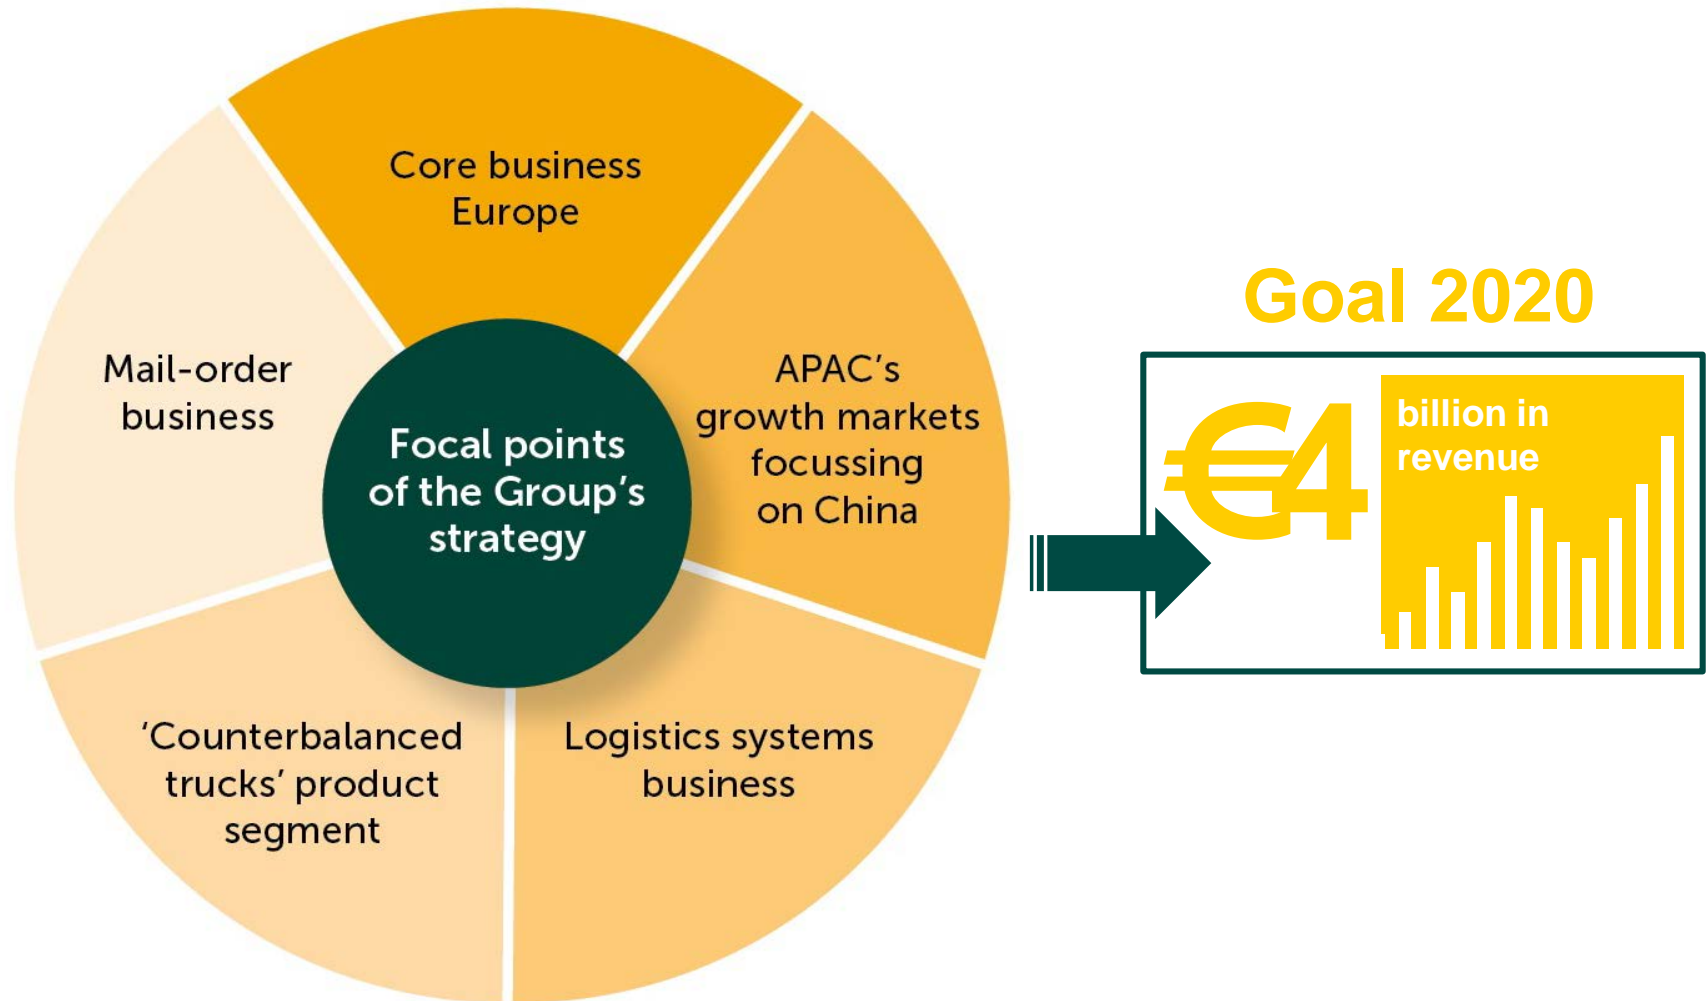 Core business
Europe
APAC’s
growth markets
focussing
on China
Logistics systems
business
‘Counterbalanced
trucks’ product
segment
Mail-order
business
Focal points
of the Group’s
strategy
Goal 2020
€4
billion in
revenue